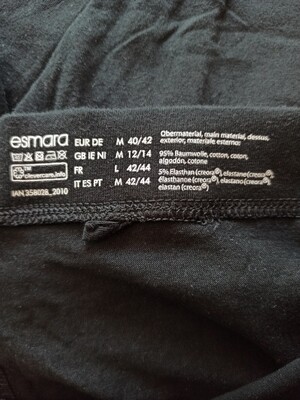 esmara
EUR DE M 40/42
GB IE NI M 12/14
FR L 42/44
IT ES PT M 42/44
IAN 358028_2010
Obermaterial, main material, dessus,
exterior, materiale esterno:
95% Baumwolle, cotton, coton,
algodón, cotone
5% Elasthan (creora®), elastane (creora®),
élasthanne (creora®), elastano (creora®),
elastan (creora®)